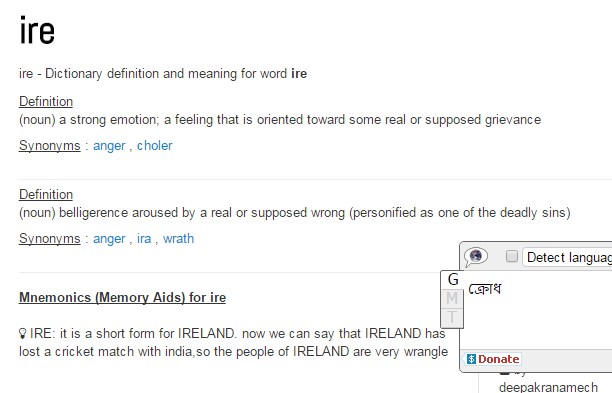 ire
ire - Dictionary definition and meaning for word ire
Definition
(noun) a strong emotion; a feeling that is oriented toward some real or supposed grievance
Synonyms : anger , choler
Definition
(noun) belligerence aroused by a real or supposed wrong (personified as one of the deadly sins)
Synonyms : anger , ira , wrath
Detect languag
G
M
T
ক্রোধ
Mnemonics (Memory Aids) for ire
IRE: it is a short form for IRELAND. now we can say that IRELAND has
lost a cricket match with india,so the people of IRELAND are very wrangle
$ Donate
by
deepakranamech